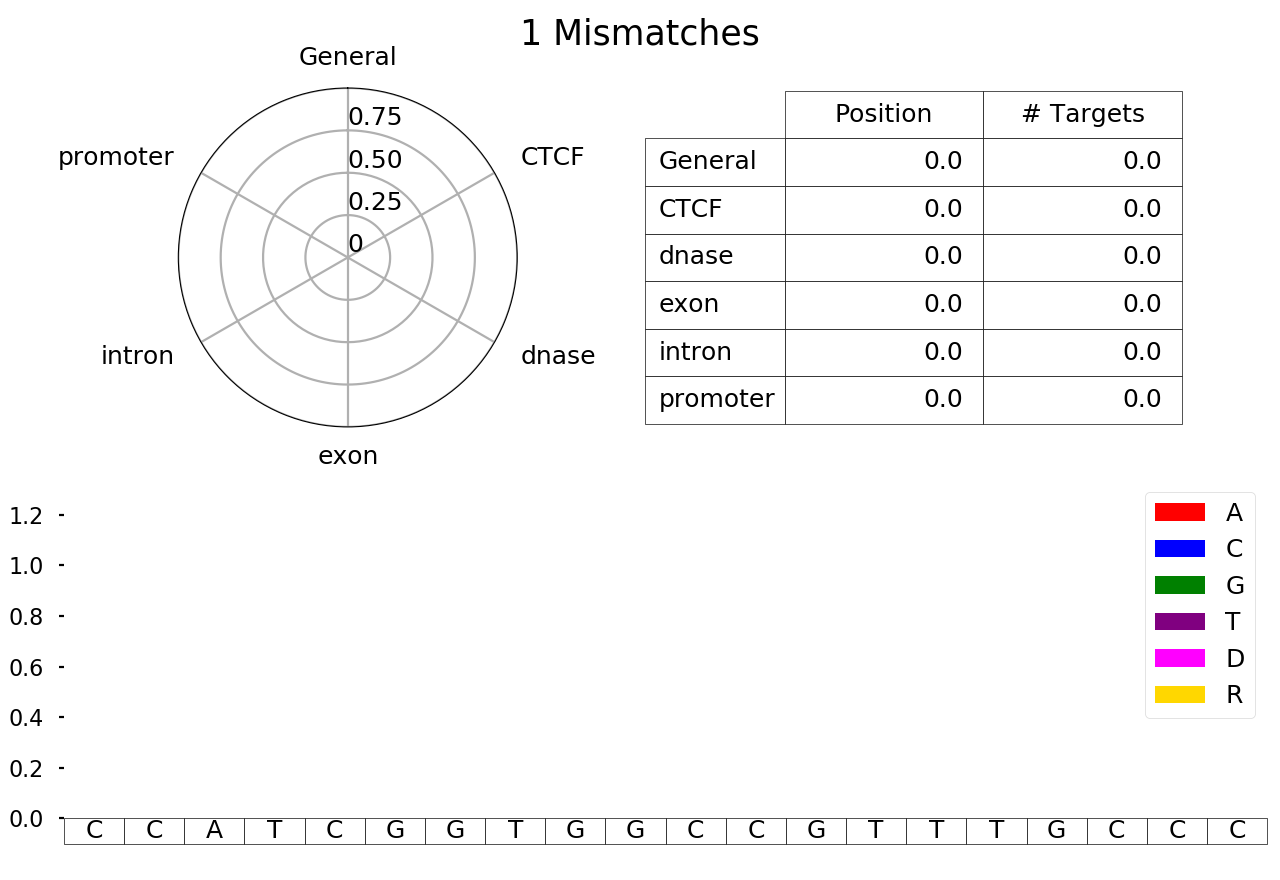 1 Mismatches
General
promoter
CTCF
intron
dnase
exon
0.75
0.50
0.25
0
Position # Targets
General 0.0 0.0
CTCF 0.0 0.0
dnase 0.0 0.0
exon 0.0 0.0
intron 0.0 0.0
promoter 0.0 0.0
1.2
1.0
0.8
0.6
0.4
0.2
0.0
A
C
G
T
D
R
C C A T C G G T G G C C G T T T G C C C